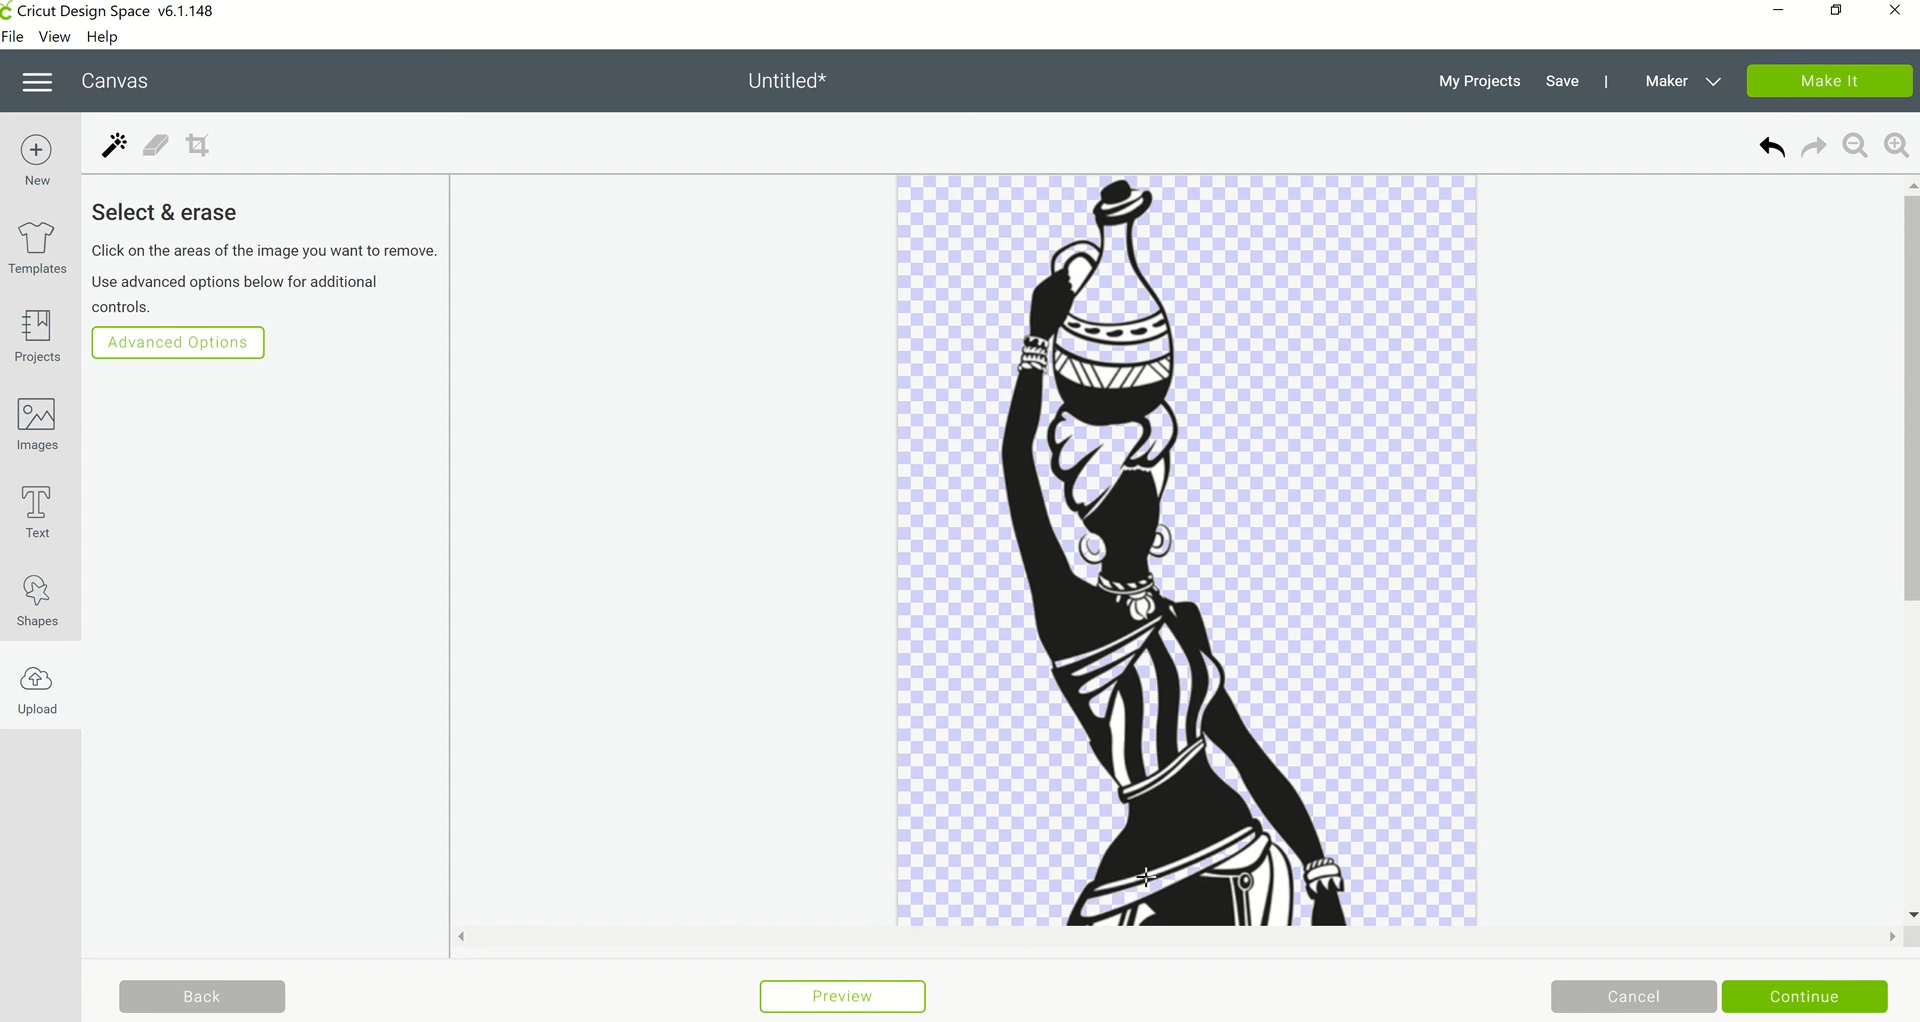 Cricut Design Space v6.1.148
File View Help
Canvas
Untitled*
My Projects Save | Maker Make It
New
Templates
Projects
Images
Text
Shapes
Upload
Select & erase
Click on the areas of the image you want to remove.
Use advanced options below for additional
controls.
Advanced Options
Back
Preview
Cancel
Continue